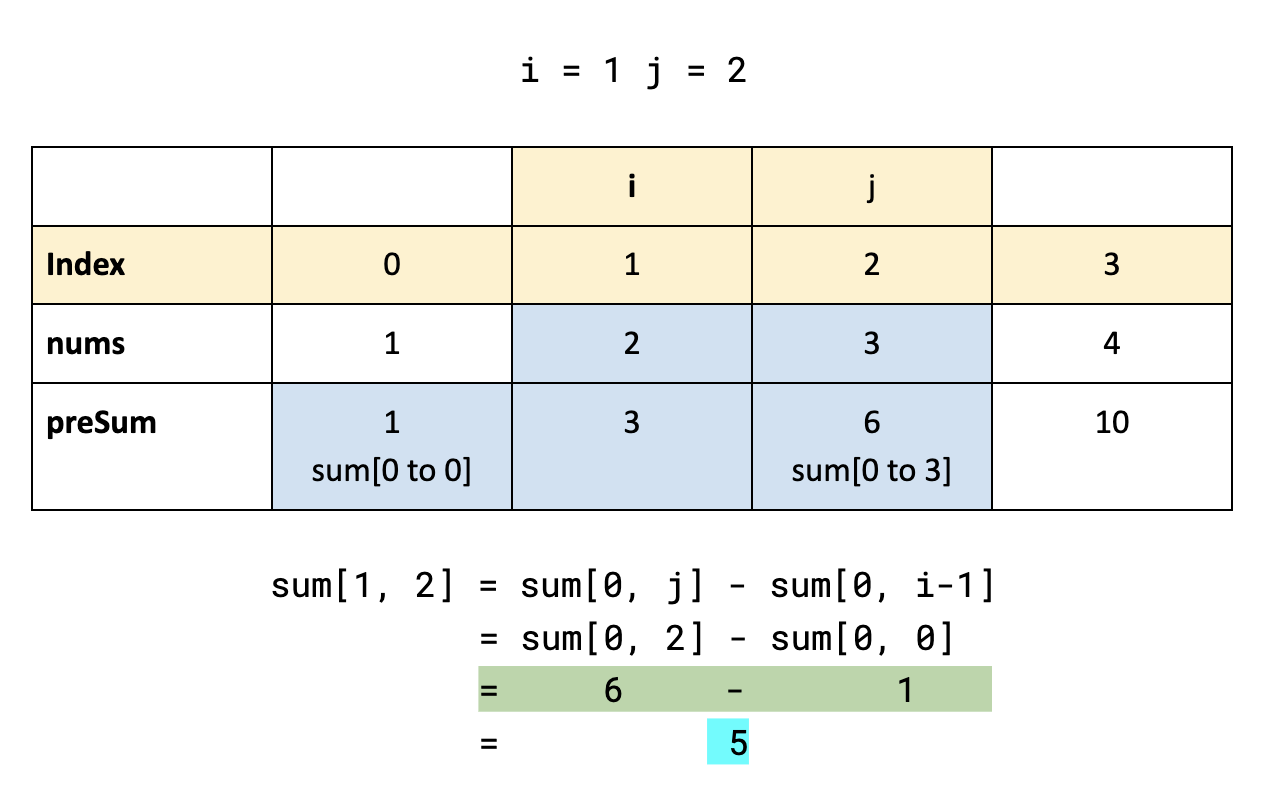 i = 1 j = 2
i j
Index 0 1 2 3
nums 1 2 3 4
preSum 1 3 6 10
sum[0 to 0] sum[0 to 3]
sum[1, 2] = sum[0, j] - sum[0, i-1]
= sum[0, 2] - sum[0, 0]
= 6 - 1
= 5